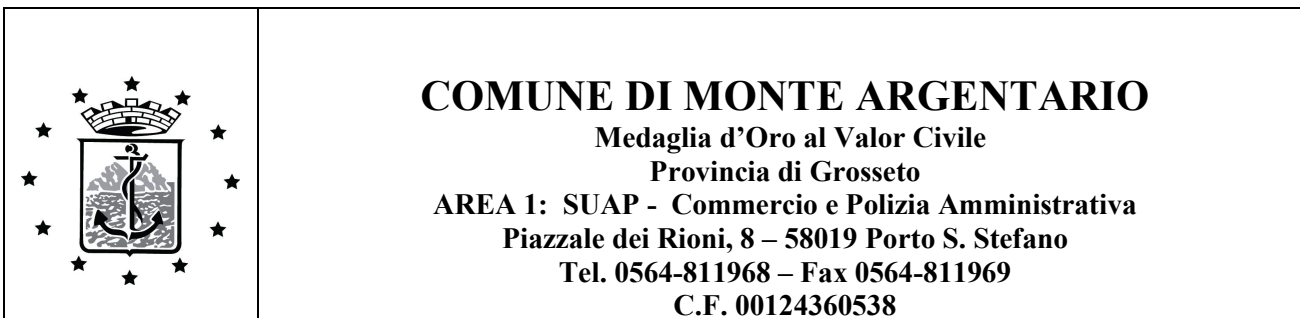 COMUNE DI MONTE ARGENTARIO
Medaglia d’Oro al Valor Civile
Provincia di Grosseto
AREA 1: SUAP - Commercio e Polizia Amministrativa
Piazzale dei Rioni, 8 – 58019 Porto S. Stefano
Tel. 0564-811968 – Fax 0564-811969
C.F. 00124360538